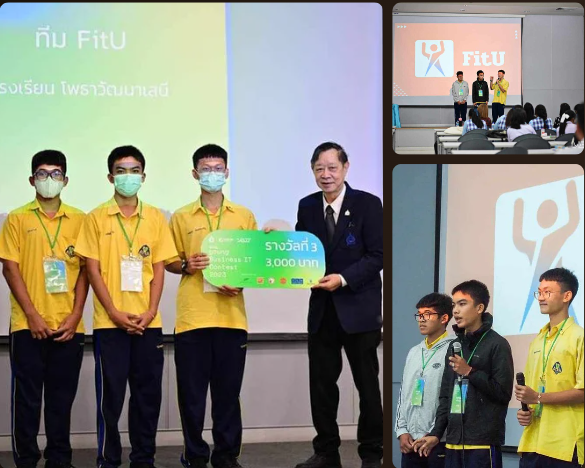 ทีม FitU
รงเรียน โพธาวัฒนาเสนี
รางวัลที่ 3
3,000 บาท
Business IT
Contest
FitU